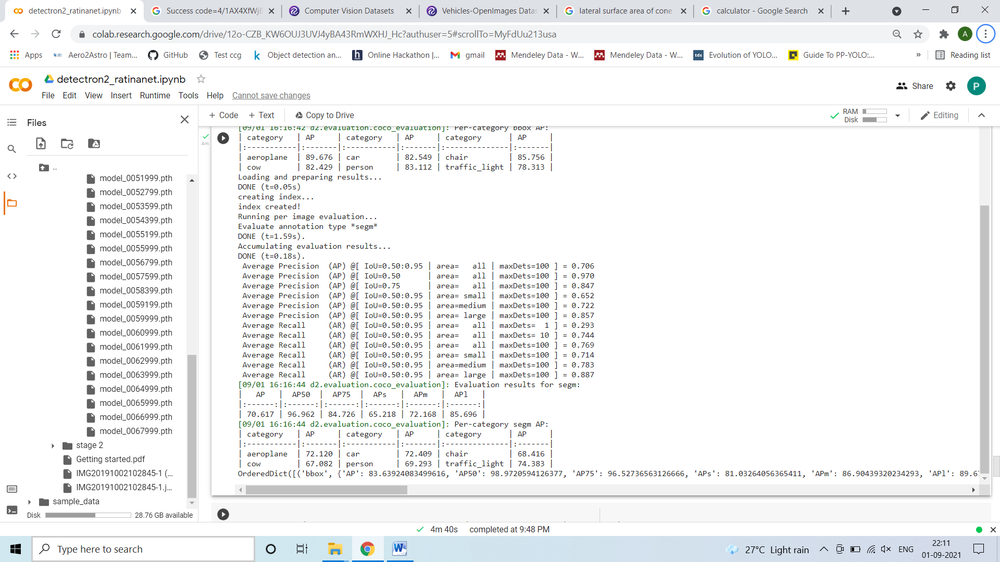 detectron2_ratinanet.ipynb
Success code=4/1AX4XfWjB
Computer Vision Datasets
Vehicles-OpenImages Datas
lateral surface area of cone
calculator - Google Search
colab.research.google.com/drive/12o-CZB_KW6OUJ3UVJ4yBA43RmWXHJ_Hc?authuser=5#scrollTo=MyFdUu213usa
A
Apps
Aero2Astro | Team...
GitHub
Test ccg
Object detection an...
Online Hackathon |...
gmail
Mendeley Data - W...
Mendeley Data - W...
tds Evolution of YOLO...
Guide To PP-YOLO:...
»
Reading list
detectron2_ratinanet.ipynb
Share
P
File Edit View Insert Runtime Tools Help Cannot save changes
+ Code + Text Copy to Drive
RAM
Disk
Editing
Files
..
model_0051999.pth
model_0052799.pth
model_0053599.pth
model_0054399.pth
model_0055199.pth
model_0055999.pth
model_0056799.pth
model_0057599.pth
model_0058399.pth
model_0059199.pth
model_0059999.pth
model_0060999.pth
model_0061999.pth
model_0062999.pth
model_0063999.pth
model_0064999.pth
model_0065999.pth
model_0066999.pth
model_0067999.pth
stage 2
Getting started.pdf
IMG20191002102845-1 (...
IMG20191002102845-1.j...
sample_data
Disk 28.76 GB available
4m
[09/01 16:16:42 d2.evaluation.coco_evaluation]: Per-category bbox AP:
| category | AP | category | AP | category | AP |
|:-----------|:-------|:-----------|:-------|:--------------|:-------|
| aeroplane | 89.676 | car | 82.549 | chair | 85.756 |
| cow | 82.429 | person | 83.112 | traffic_light | 78.313 |
Loading and preparing results...
DONE (t=0.05s)
creating index...
index created!
Running per image evaluation...
Evaluate annotation type *segm*
DONE (t=1.59s).
Accumulating evaluation results...
DONE (t=0.18s).
Average Precision (AP) @[ IoU=0.50:0.95 | area= all | maxDets=100 ] = 0.706
Average Precision (AP) @[ IoU=0.50 | area= all | maxDets=100 ] = 0.970
Average Precision (AP) @[ IoU=0.75 | area= all | maxDets=100 ] = 0.847
Average Precision (AP) @[ IoU=0.50:0.95 | area= small | maxDets=100 ] = 0.652
Average Precision (AP) @[ IoU=0.50:0.95 | area=medium | maxDets=100 ] = 0.722
Average Precision (AP) @[ IoU=0.50:0.95 | area= large | maxDets=100 ] = 0.857
Average Recall (AR) @[ IoU=0.50:0.95 | area= all | maxDets= 1 ] = 0.293
Average Recall (AR) @[ IoU=0.50:0.95 | area= all | maxDets= 10 ] = 0.744
Average Recall (AR) @[ IoU=0.50:0.95 | area= all | maxDets=100 ] = 0.769
Average Recall (AR) @[ IoU=0.50:0.95 | area= small | maxDets=100 ] = 0.714
Average Recall (AR) @[ IoU=0.50:0.95 | area=medium | maxDets=100 ] = 0.783
Average Recall (AR) @[ IoU=0.50:0.95 | area= large | maxDets=100 ] = 0.887
[09/01 16:16:44 d2.evaluation.coco_evaluation]: Evaluation results for segm:
| AP | AP50 | AP75 | APs | APm | APl |
|:------:|:------:|:------:|:------:|:------:|:------:|
| 70.617 | 96.962 | 84.726 | 65.218 | 72.168 | 85.696 |
[09/01 16:16:44 d2.evaluation.coco_evaluation]: Per-category segm AP:
| category | AP | category | AP | category | AP |
|:-----------|:-------|:-----------|:-------|:--------------|:-------|
| aeroplane | 72.120 | car | 72.409 | chair | 68.416 |
| cow | 67.082 | person | 69.293 | traffic_light | 74.383 |
OrderedDict([('bbox', {'AP': 83.63924083499616, 'AP50': 98.9720594126377, 'AP75': 96.52736563126666, 'APs': 81.03264056365411, 'APm': 86.90439320234293, 'APl': 89.6
4m 40s completed at 9:48 PM
Type here to search
27°C Light rain
ENG
22:11
01-09-2021